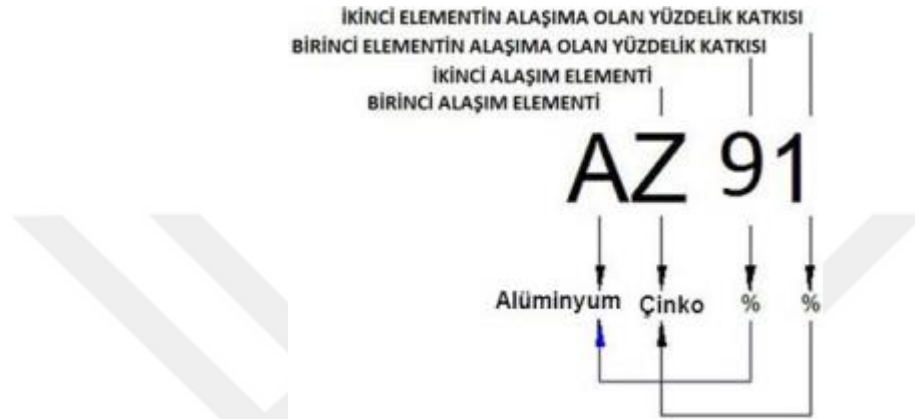 İKİNCİ ELEMENTİN ALAŞIMA OLAN YÜZDELİK KATKISI
BİRİNCİ ELEMENTİN ALAŞIMA OLAN YÜZDELİK KATKISI
İKİNCİ ALAŞIM ELEMENTİ
BİRİNCİ ALAŞIM ELEMENTİ
AZ 91
Alüminyum Çinko % %